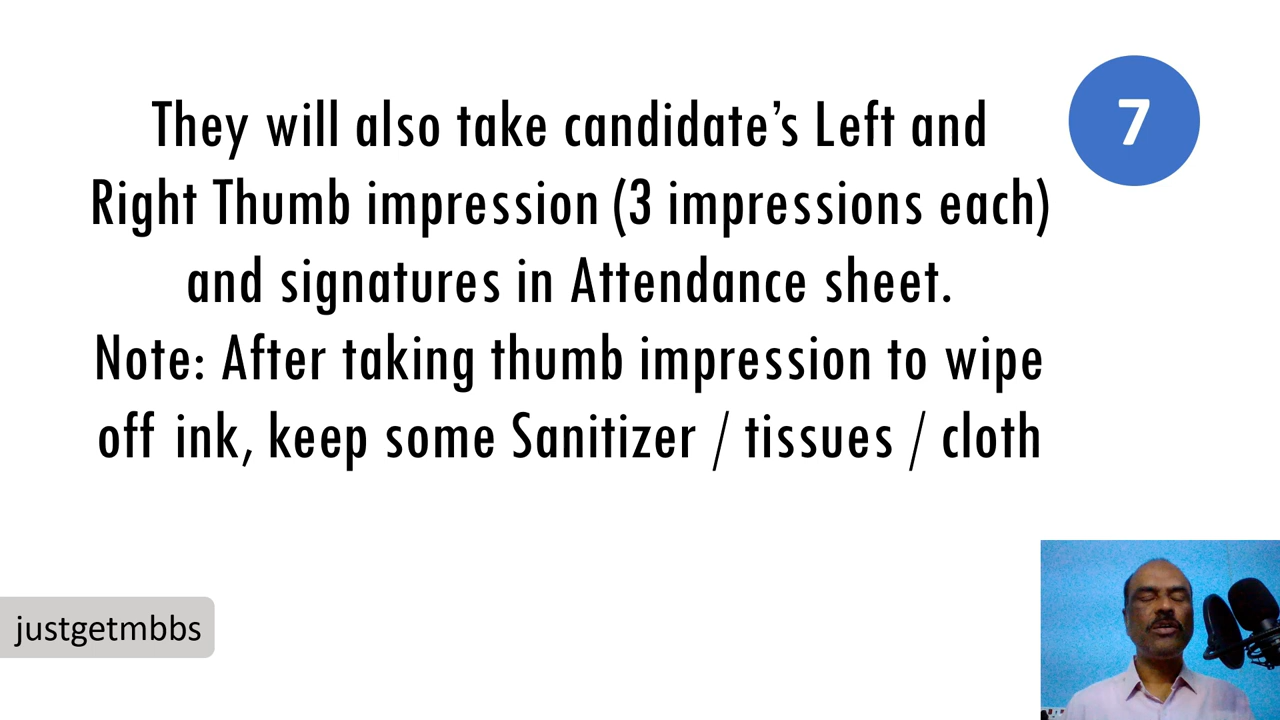 They will also take candidate’s Left and
Right Thumb impression (3 impressions each)
and signatures in Attendance sheet.
Note: After taking thumb impression to wipe
off ink, keep some Sanitizer / tissues / cloth
7
justgetmbbs